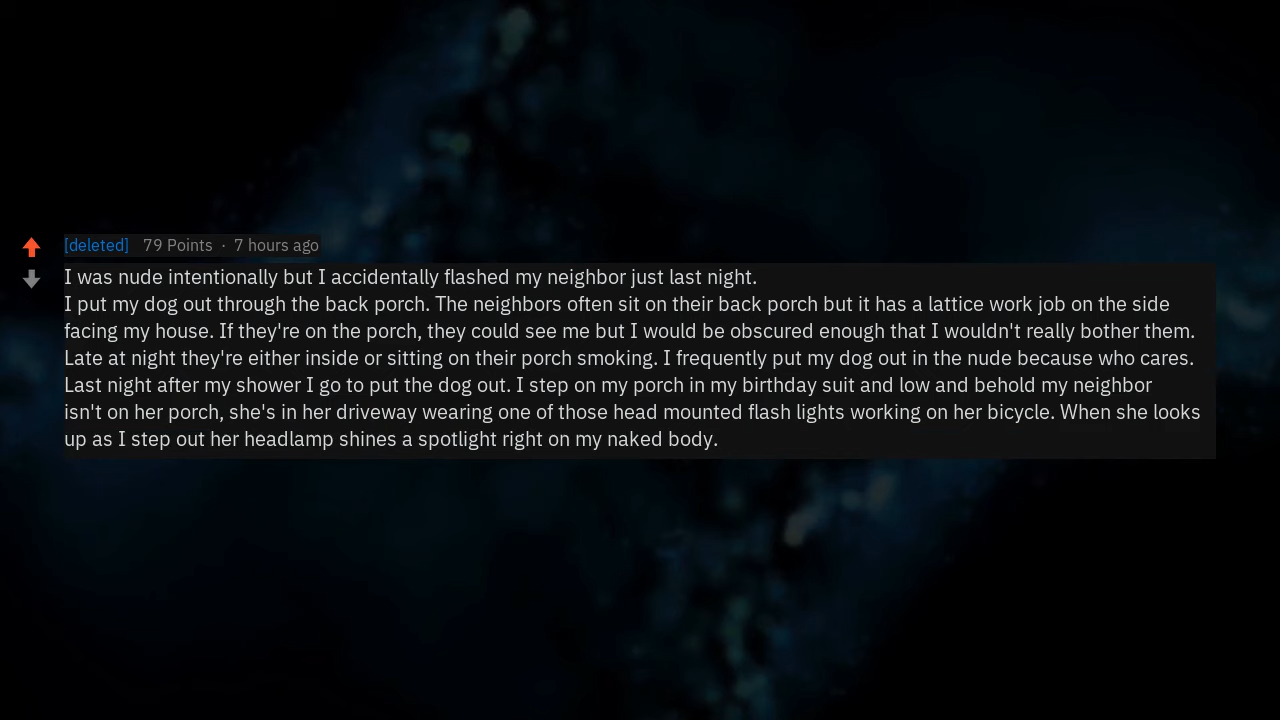 [deleted] 79 Points · 7 hours ago
I was nude intentionally but I accidentally flashed my neighbor just last night.
I put my dog out through the back porch. The neighbors often sit on their back porch but it has a lattice work job on the side
facing my house. If they're on the porch, they could see me but I would be obscured enough that I wouldn't really bother them.
Late at night they're either inside or sitting on their porch smoking. I frequently put my dog out in the nude because who cares.
Last night after my shower I go to put the dog out. I step on my porch in my birthday suit and low and behold my neighbor
isn't on her porch, she's in her driveway wearing one of those head mounted flash lights working on her bicycle. When she looks
up as I step out her headlamp shines a spotlight right on my naked body.